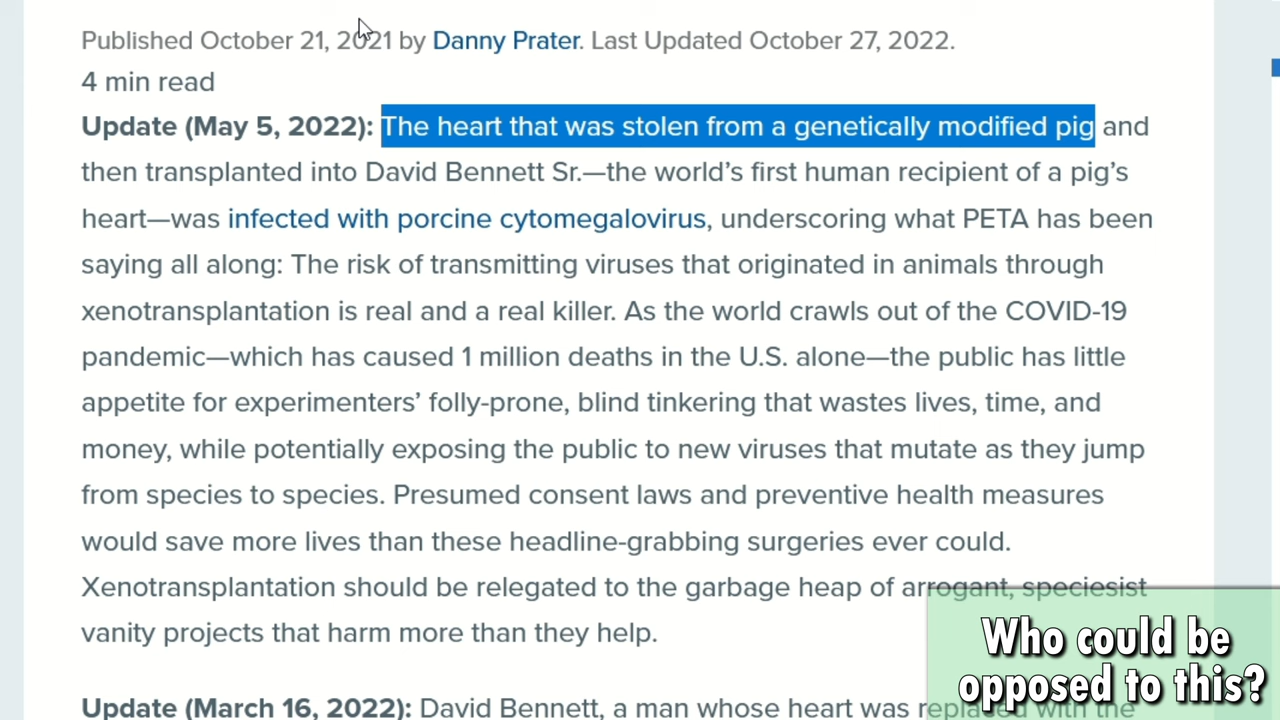 Published October 21, 2021 by Danny Prater. Last Updated October 27, 2022.
4 min read
Update (May 5, 2022): The heart that was stolen from a genetically modified pig and
then transplanted into David Bennett Sr.—the world’s first human recipient of a pig’s
heart—was infected with porcine cytomegalovirus, underscoring what PETA has been
saying all along: The risk of transmitting viruses that originated in animals through
xenotransplantation is real and a real killer. As the world crawls out of the COVID-19
pandemic—which has caused 1 million deaths in the U.S. alone—the public has little
appetite for experimenters’ folly-prone, blind tinkering that wastes lives, time, and
money, while potentially exposing the public to new viruses that mutate as they jump
from species to species. Presumed consent laws and preventive health measures
would save more lives than these headline-grabbing surgeries ever could.
Xenotransplantation should be relegated to the garbage heap of arrogant, speciesist
vanity projects that harm more than they help.
Update (March 16, 2022): David Bennett, a man whose heart was replaced with the
Who could be
opposed to this?